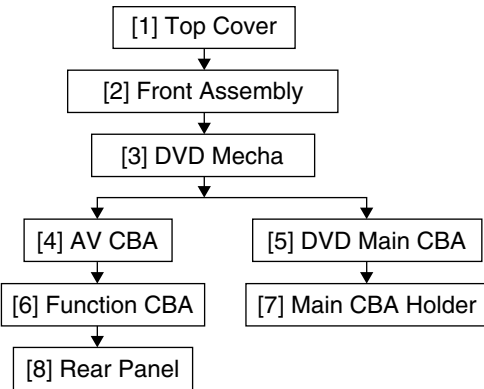 [1] Top Cover
[2] Front Assembly
[3] DVD Mecha
[4] AV CBA
[5] DVD Main CBA
[6] Function CBA
[7] Main CBA Holder
[8] Rear Panel